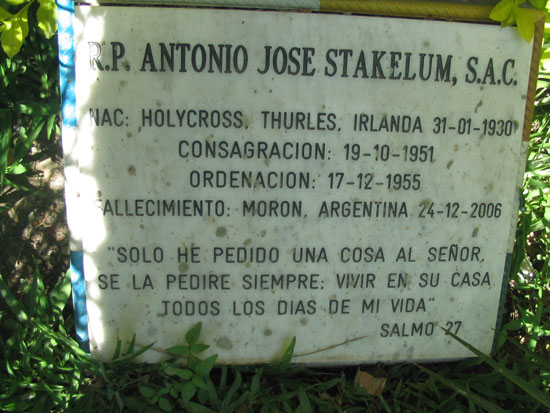 R.P. ANTONIO JOSE STAKELUM, S.A.C.
NAC: HOLYCROSS, THURLES, IRLANDA 31-01-1930
CONSAGRACION: 19-10-1951
ORDENACION: 17-12-1955
FALLECIMIENTO: MORON, ARGENTINA 24-12-2006
"SOLO HE PEDIDO UNA COSA AL SEÑOR,
SE LA PEDIRE SIEMPRE; VIVIR EN SU CASA
TODOS LOS DIAS DE MI VIDA"
SALMO 27